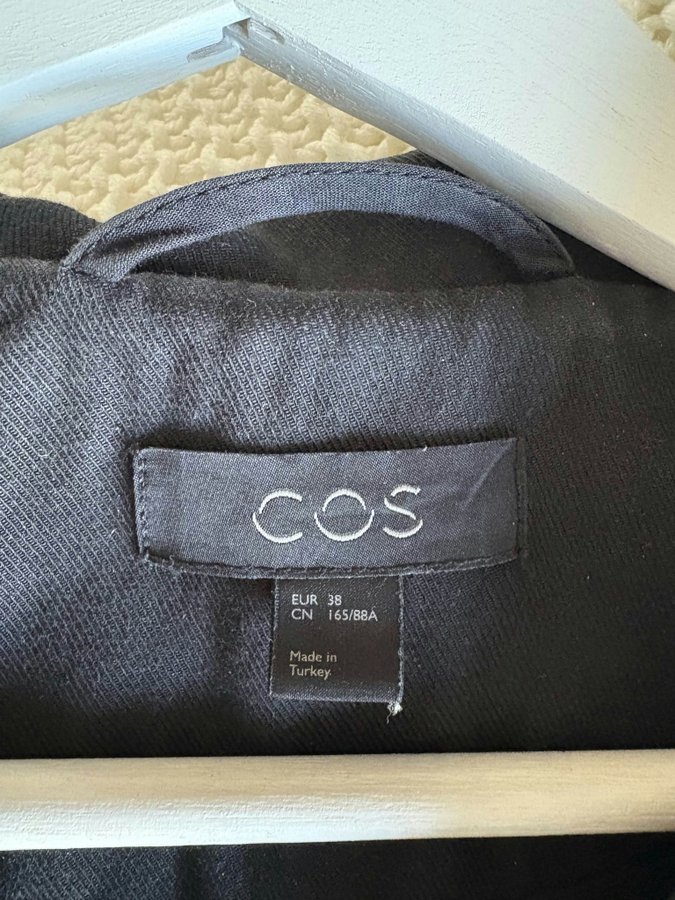 COS
EUR 38
CN 165/88A
Made in
Turkey